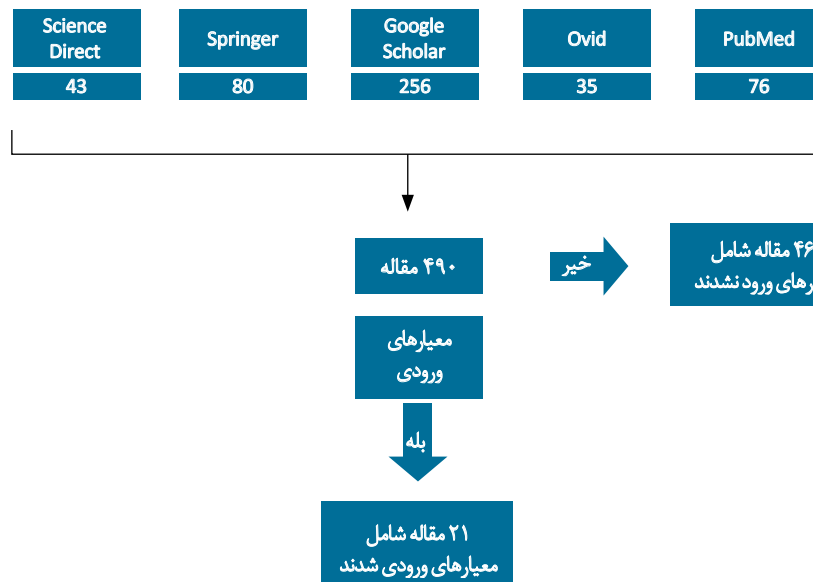 Science
Direct
Springer
Google
Scholar
Ovid
PubMed
43
80
256
35
76
۴۹۰ مقاله
خیر
مقاله شامل
ورود نشدند
معیارهای
ورودی
بله
۲۱ مقاله شامل
معیارهای ورودی شدند